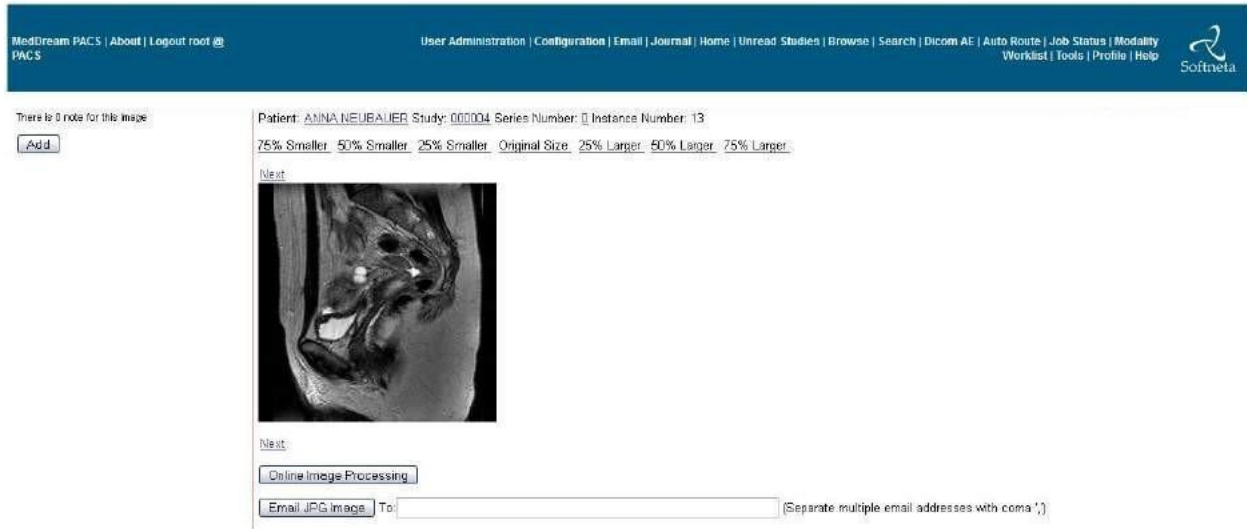 MedDream PACS | About | Logout root @
PACS
User Administration | Configuration | Email | Journal | Home | Unread Studies | Browse | Search | Dicom AE | Auto Route | Job Status | Modality
Worklist | Tools | Profile | Help
Softneta
There is 0 note for this image
Add
Patient: ANNA NEUBAUER Study: 000004 Series Number: 0 Instance Number: 13
75% Smaller 50% Smaller 25% Smaller Original Size 25% Larger 50% Larger 75% Larger
Next
Next
Online Image Processing
Email JPG Image To: (Separate multiple email addresses with coma ',')